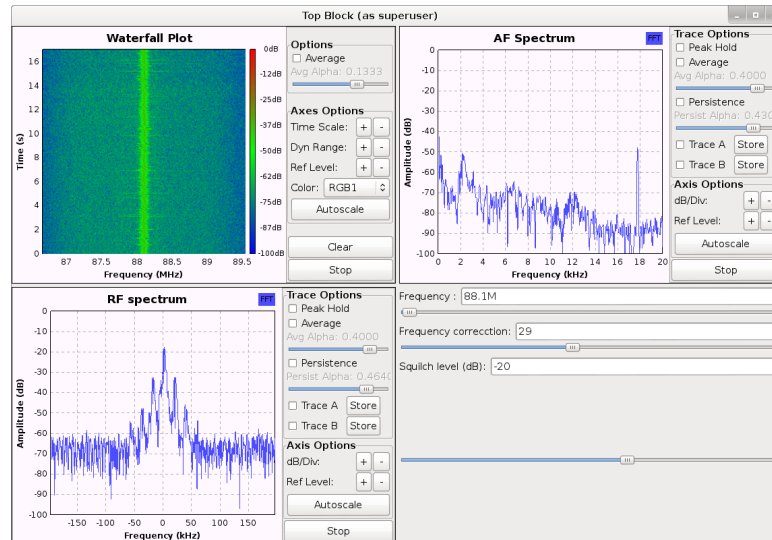 Top Block (as superuser)
Waterfall Plot
17
16
14
12
10
8
6
4
2
0
Time (s)
87
87.5
88
88.5
89
89.5
Frequency (MHz)
0dB
-12dB
-24dB
-37dB
-50dB
-62dB
-74dB
-87dB
-100dB
Options
Average
Avg Alpha: 0.1333
Axes Options
Time Scale: + -
Dyn Range: + -
Ref Level: + -
Color: RGB1
Autoscale
Clear
Stop
AF Spectrum
FFT
0
-10
-20
-30
-40
-50
-60
-70
-80
-90
-100
Amplitude (dB)
0 2 4 6 8 10 12 14 16 18 20
Frequency (kHz)
Trace Options
Peak Hold
Average
Avg Alpha: 0.4000
Persistence
Persist Alpha: 0.430
Trace A Store
Trace B Store
Axis Options
dB/Div: + -
Ref Level: + -
Autoscale
Stop
RF spectrum
FFT
0
-10
-20
-30
-40
-50
-60
-70
-80
-90
-100
Amplitude (dB)
-150 -100 -50 0 50 100 150
Frequency (kHz)
Trace Options
Peak Hold
Average
Avg Alpha: 0.4000
Persistence
Persist Alpha: 0.4640
Trace A Store
Trace B Store
Axis Options
dB/Div: + -
Ref Level: + -
Autoscale
Stop
Frequency : 88.1M
Frequency correcction: 29
Squilch level (dB): -20